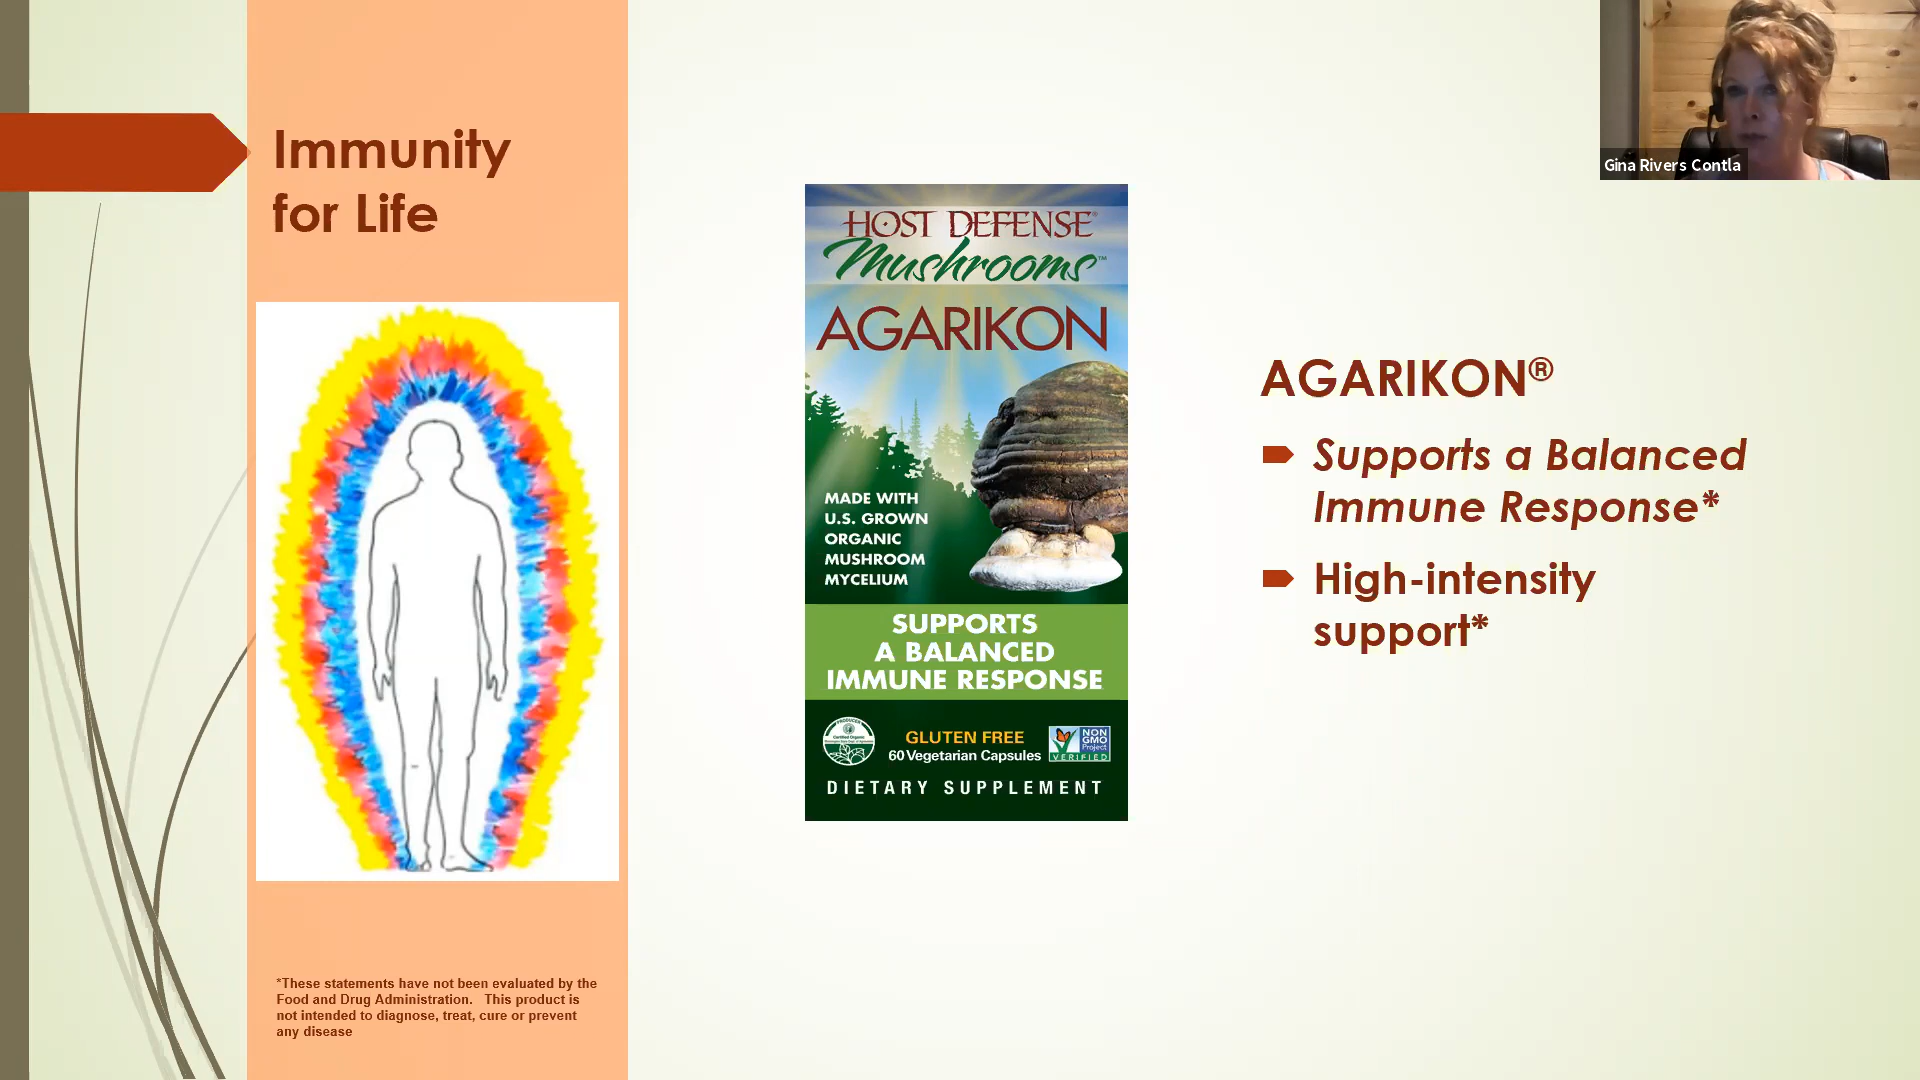 Immunity
for Life
*These statements have not been evaluated by the
Food and Drug Administration. This product is
not intended to diagnose, treat, cure or prevent
any disease
HOST DEFENSE®
Mushrooms™
AGARIKON
MADE WITH
U.S. GROWN
ORGANIC
MUSHROOM
MYCELIUM
SUPPORTS
A BALANCED
IMMUNE RESPONSE
PRODUCER
Certified Organic
GLUTEN FREE
60 Vegetarian Capsules
NON
GMO
Project
VERIFIED
DIETARY SUPPLEMENT
AGARIKON®
Supports a Balanced
Immune Response*
High-intensity
support*
Gina Rivers Contla